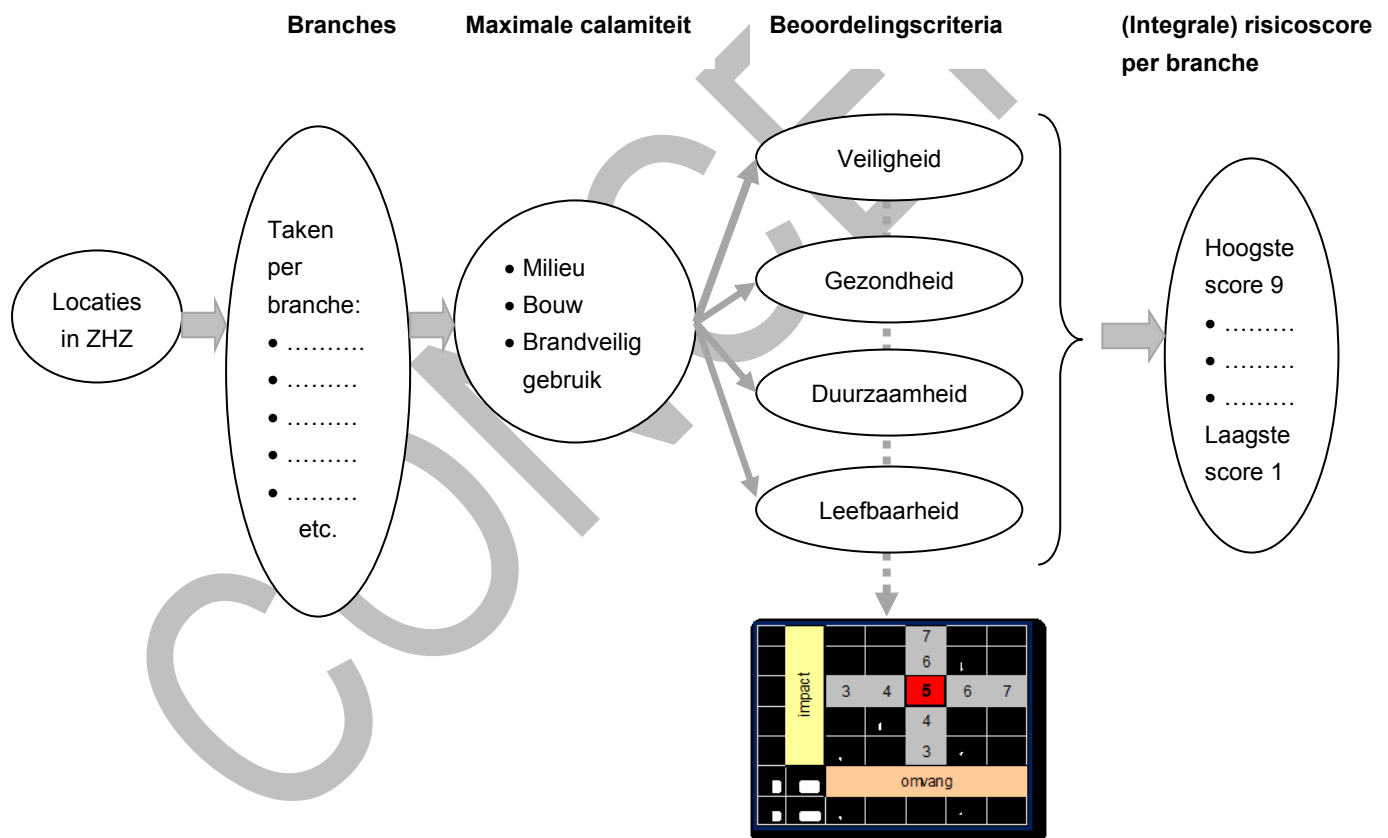 Branches
Maximale calamiteit
Beoordelingscriteria
(Integrale) risicoscore
per branche
Locaties
in ZHZ
Taken
per
branche:
• ……….
• ………
• ………
• ………
• ………
etc.
• Milieu
• Bouw
• Brandveilig
gebruik
Veiligheid
Gezondheid
Duurzaamheid
Leefbaarheid
Hoogste
score 9
• ………
• ………
• ………
Laagste
score 1
impact
7
6
3 4 5 6 7
4
3
omvang